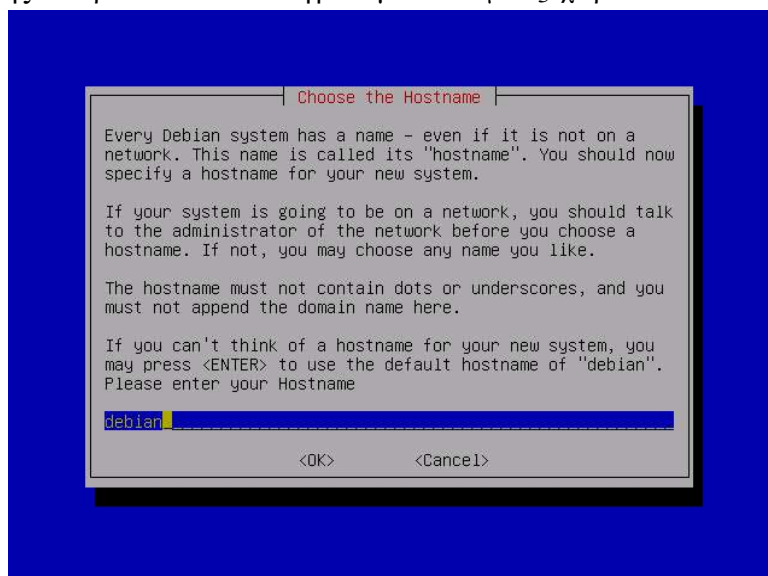 Choose the Hostname
Every Debian system has a name – even if it is not on a
network. This name is called its "hostname". You should now
specify a hostname for your new system.
If your system is going to be on a network, you should talk
to the administrator of the network before you choose a
hostname. If not, you may choose any name you like.
The hostname must not contain dots or underscores, and you
must not append the domain name here.
If you can't think of a hostname for your new system, you
may press <ENTER> to use the default hostname of "debian".
Please enter your Hostname
debian
<OK> <Cancel>